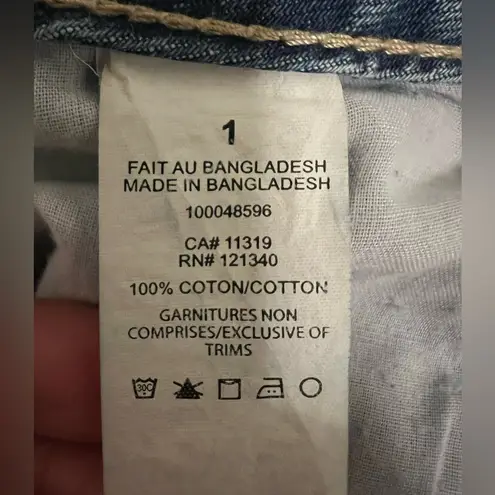 1
FAIT AU BANGLADESH
MADE IN BANGLADESH
100048596
CA# 11319
RN# 121340
100% COTON/COTTON
GARNITURES NON
COMPRISES/EXCLUSIVE OF
TRIMS
30C